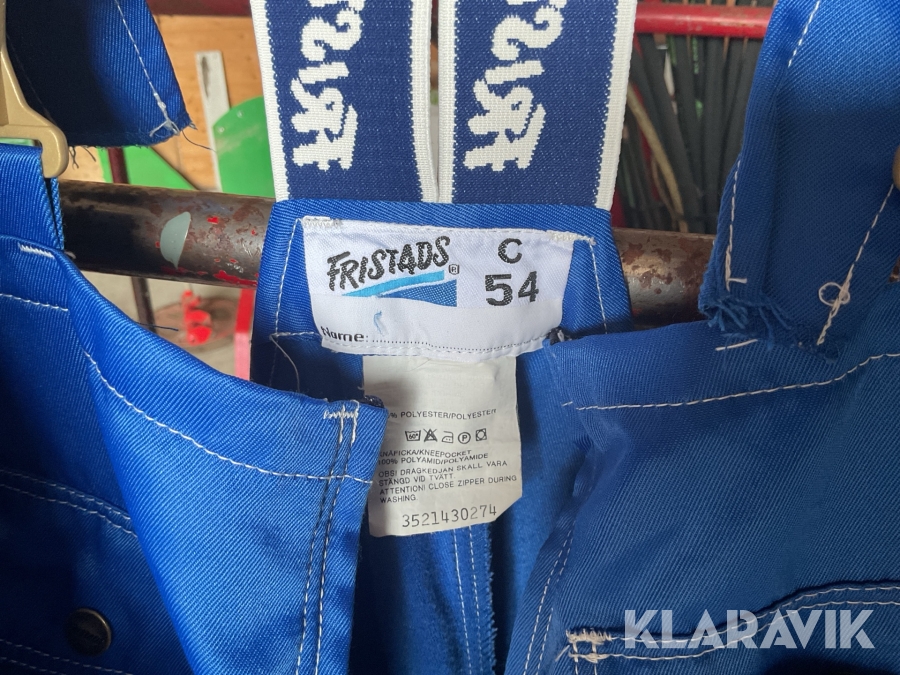 FRISTADS® C
54
Name:
% POLYESTER/POLYESTER
60°
P
KNÄFICKA/KNEEPOCKET
100% POLYAMID/POLYAMIDE
OBS! DRAGKEDJAN SKALL VARA
STÄNGD VID TVÄTT
ATTENTION! CLOSE ZIPPER DURING
WASHING.
3521430274
KLARAVIK